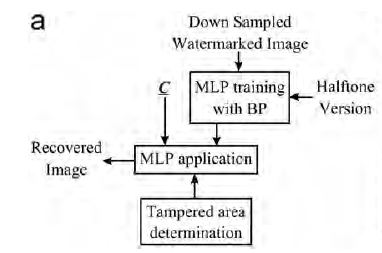 a
Down Sampled
Watermarked Image
C
MLP training
with BP
Halftone
Version
Recovered
Image
MLP application
Tampered area
determination